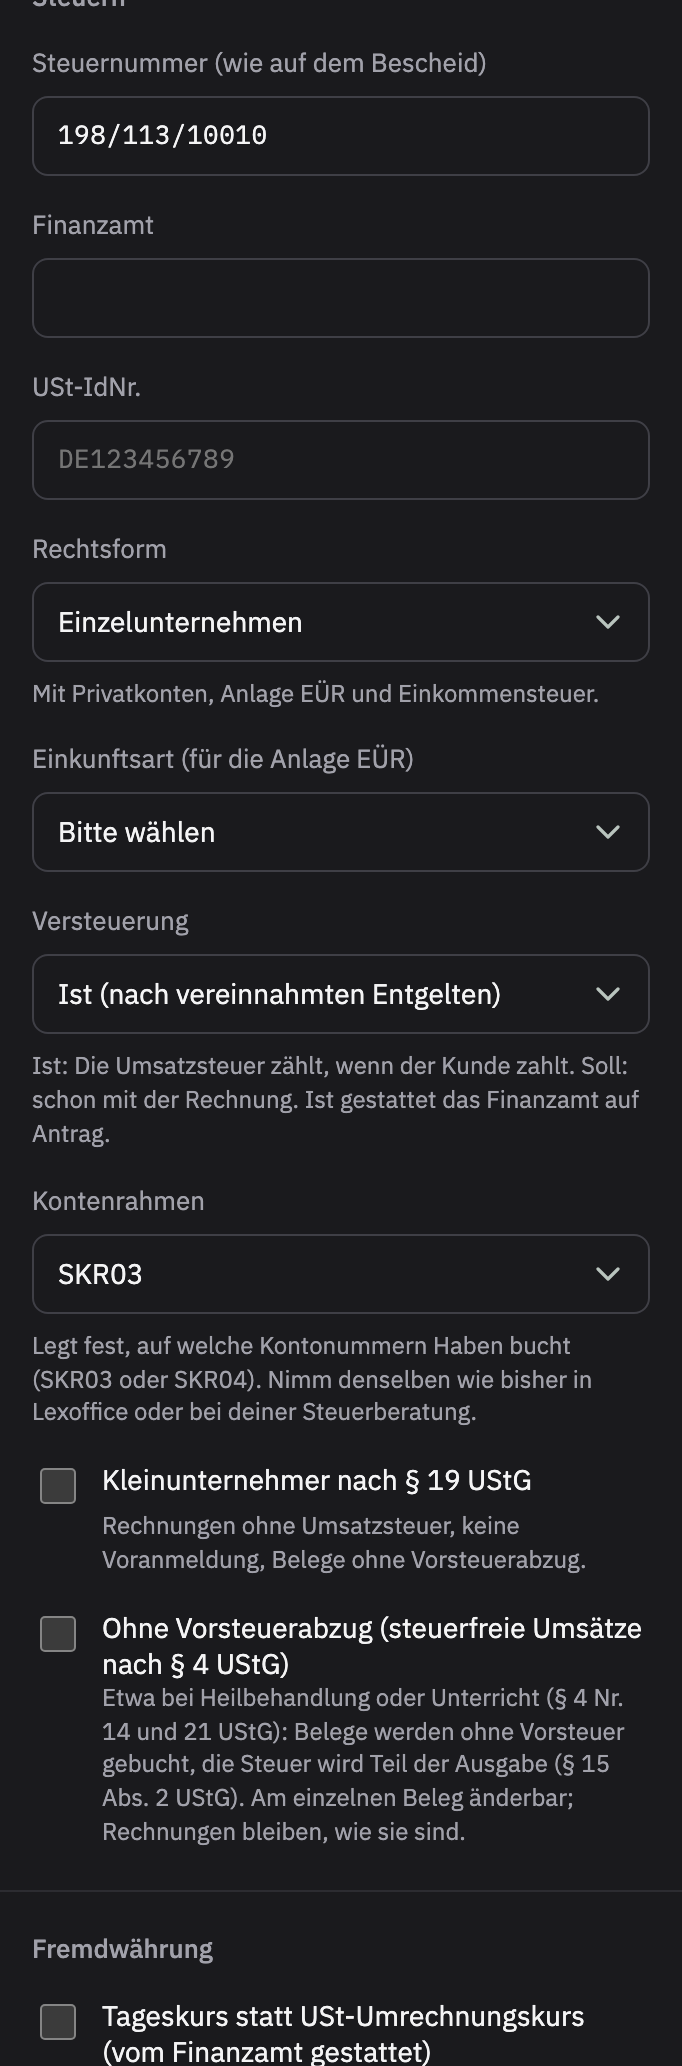 Steuern
Steuernummer (wie auf dem Bescheid)
198/113/10010
Finanzamt
USt-IdNr.
DE123456789
Rechtsform
Einzelunternehmen
Mit Privatkonten, Anlage EÜR und Einkommensteuer.
Einkunftsart (für die Anlage EÜR)
Bitte wählen
Versteuerung
Ist (nach vereinnahmten Entgelten)
Ist: Die Umsatzsteuer zählt, wenn der Kunde zahlt. Soll:
schon mit der Rechnung. Ist gestattet das Finanzamt auf
Antrag.
Kontenrahmen
SKR03
Legt fest, auf welche Kontonummern Haben bucht
(SKR03 oder SKR04). Nimm denselben wie bisher in
Lexoffice oder bei deiner Steuerberatung.
Kleinunternehmer nach § 19 UStG
Rechnungen ohne Umsatzsteuer, keine
Voranmeldung, Belege ohne Vorsteuerabzug.
Ohne Vorsteuerabzug (steuerfreie Umsätze
nach § 4 UStG)
Etwa bei Heilbehandlung oder Unterricht (§ 4 Nr.
14 und 21 UStG): Belege werden ohne Vorsteuer
gebucht, die Steuer wird Teil der Ausgabe (§ 15
Abs. 2 UStG). Am einzelnen Beleg änderbar;
Rechnungen bleiben, wie sie sind.
Fremdwährung
Tageskurs statt USt-Umrechnungskurs
(vom Finanzamt gestattet)